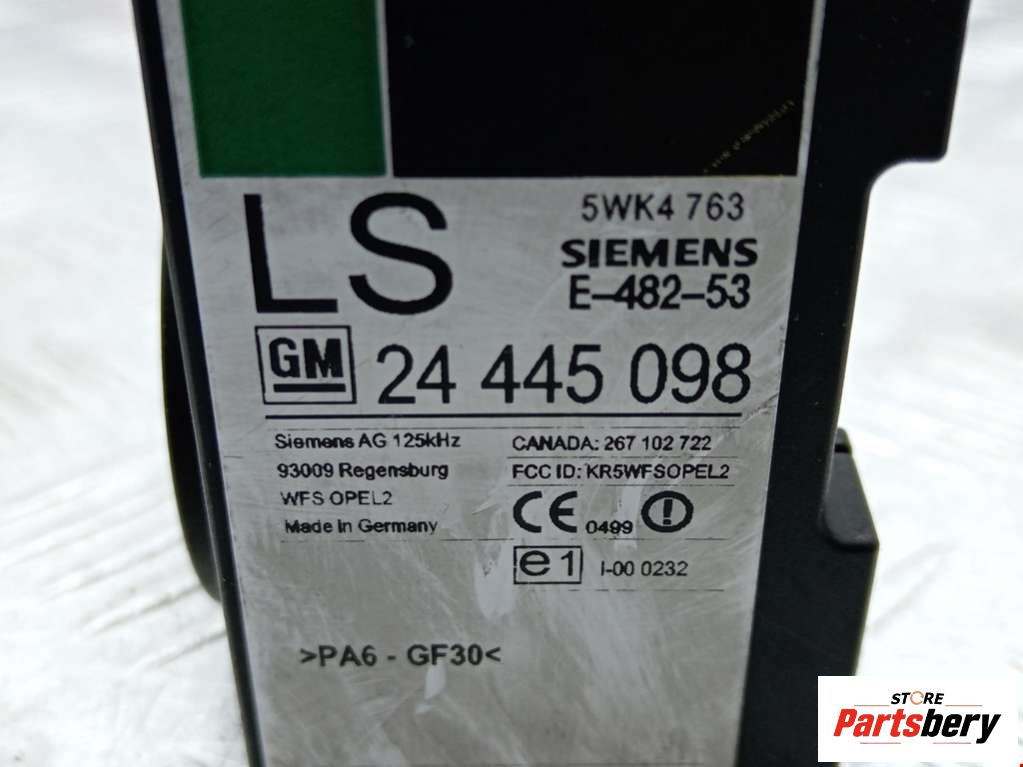 LS
5WK4 763
SIEMENS
E-482-53
GM
24 445 098
Siemens AG 125kHz
93009 Regensburg
WFS OPEL2
Made in Germany
CANADA: 267 102 722
FCC ID: KR5WFSOPEL2
CE 0499
e1 I-00 0232
>PA6 - GF30<
STORE
Partsbery